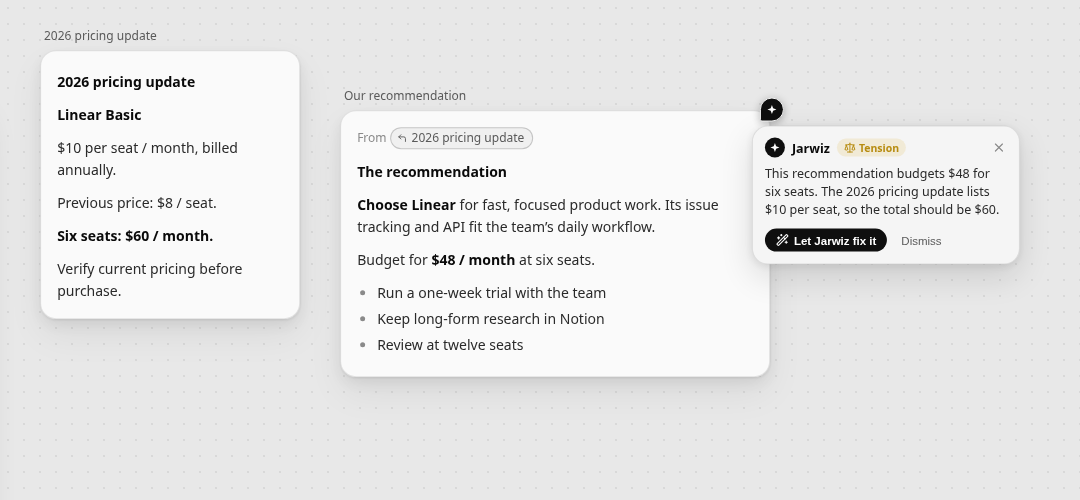 2026 pricing update
2026 pricing update
Linear Basic
$10 per seat / month, billed
annually.
Previous price: $8 / seat.
Six seats: $60 / month.
Verify current pricing before
purchase.
Our recommendation
From 2026 pricing update
The recommendation
Choose Linear for fast, focused product work. Its issue
tracking and API fit the team’s daily workflow.
Budget for $48 / month at six seats.
Run a one-week trial with the team
Keep long-form research in Notion
Review at twelve seats
Jarwiz Tension
This recommendation budgets $48 for
six seats. The 2026 pricing update lists
$10 per seat, so the total should be $60.
Let Jarwiz fix it Dismiss